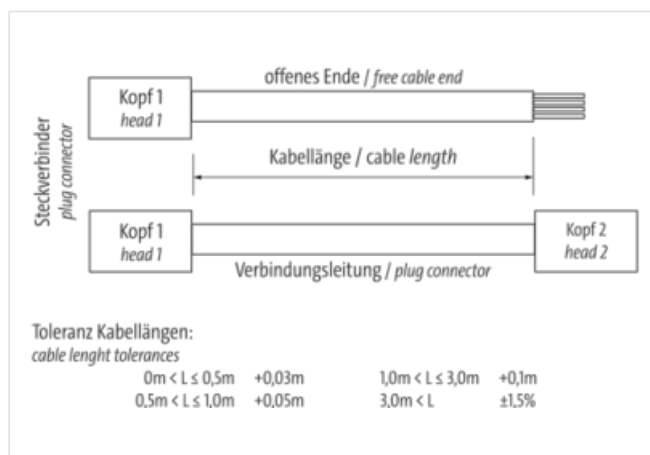 offenes Ende / free cable end
Kopf 1
head 1
Steckverbinder
plug connector
Kabellänge / cable length
Kopf 1
head 1
Kopf 2
head 2
Verbindungsleitung / plug connector
Toleranz Kabellängen:
cable lenght tolerances
0m < L ≤ 0,5m +0,03m 1,0m < L ≤ 3,0m +0,1m
0,5m < L ≤ 1,0m +0,05m 3,0m < L ±1,5%